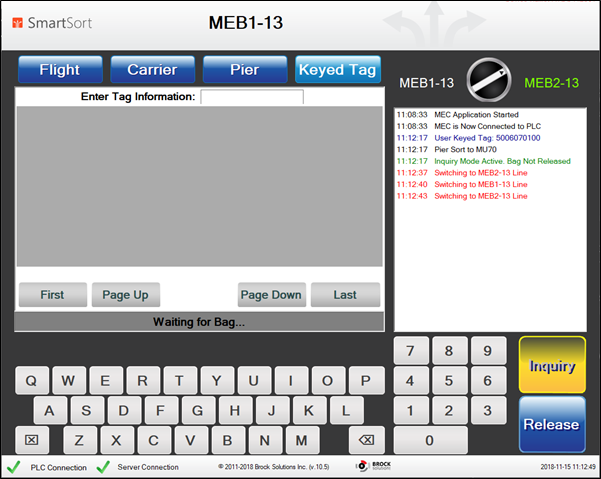 SmartSort
MEB1-13
Flight
Carrier
Pier
Keyed Tag
MEB1-13
MEB2-13
Enter Tag Information:
11:08:33 MEC Application Started
11:08:33 MEC is Now Connected to PLC
11:12:17 User Keyed Tag: 5006070100
11:12:17 Pier Sort to MU70
11:12:17 Inquiry Mode Active. Bag Not Released
11:12:37 Switching to MEB2-13 Line
11:12:40 Switching to MEB1-13 Line
11:12:43 Switching to MEB2-13 Line
First
Page Up
Page Down
Last
Waiting for Bag...
7 8 9
Q W E R T Y U I O P
4 5 6
A S D F G H J K L
1 2 3
Z X C V B N M
0
Inquiry
Release
PLC Connection
Server Connection
© 2011-2018 Brock Solutions Inc. (v.10.5)
BROCK
SOLUTIONS
2018-11-15 11:12:49